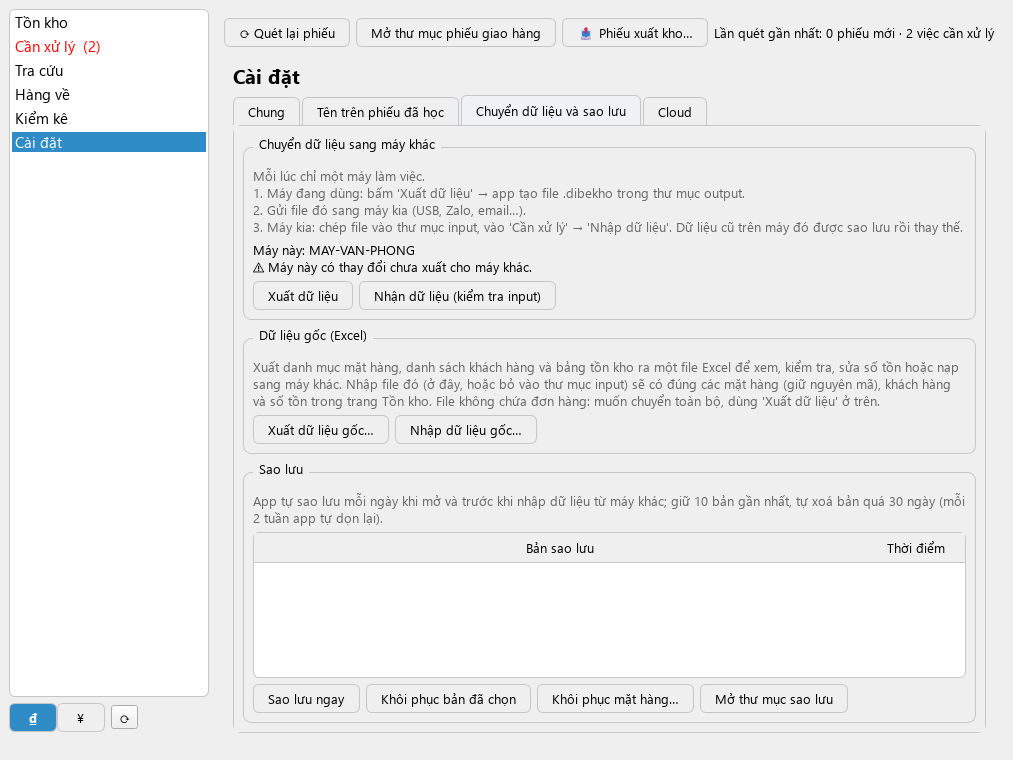 Tồn kho
Cần xử lý (2)
Tra cứu
Hàng về
Kiểm kê
Cài đặt
₫
¥
⟳
⟳ Quét lại phiếu
Mở thư mục phiếu giao hàng
📤 Phiếu xuất kho...
Lần quét gần nhất: 0 phiếu mới · 2 việc cần xử lý
Cài đặt
Chung
Tên trên phiếu đã học
Chuyển dữ liệu và sao lưu
Cloud
Chuyển dữ liệu sang máy khác
Mỗi lúc chỉ một máy làm việc.
1. Máy đang dùng: bấm 'Xuất dữ liệu' → app tạo file .dibekho trong thư mục output.
2. Gửi file đó sang máy kia (USB, Zalo, email...).
3. Máy kia: chép file vào thư mục input, vào 'Cần xử lý' → 'Nhập dữ liệu'. Dữ liệu cũ trên máy đó được sao lưu rồi thay thế.
Máy này: MAY-VAN-PHONG
⚠ Máy này có thay đổi chưa xuất cho máy khác.
Xuất dữ liệu
Nhận dữ liệu (kiểm tra input)
Dữ liệu gốc (Excel)
Xuất danh mục mặt hàng, danh sách khách hàng và bảng tồn kho ra một file Excel để xem, kiểm tra, sửa số tồn hoặc nạp
sang máy khác. Nhập file đó (ở đây, hoặc bỏ vào thư mục input) sẽ có đúng các mặt hàng (giữ nguyên mã), khách hàng
và số tồn trong trang Tồn kho. File không chứa đơn hàng: muốn chuyển toàn bộ, dùng 'Xuất dữ liệu' ở trên.
Xuất dữ liệu gốc...
Nhập dữ liệu gốc...
Sao lưu
App tự sao lưu mỗi ngày khi mở và trước khi nhập dữ liệu từ máy khác; giữ 10 bản gần nhất, tự xoá bản quá 30 ngày (mỗi
2 tuần app tự dọn lại).
Bản sao lưu
Thời điểm
Sao lưu ngay
Khôi phục bản đã chọn
Khôi phục mặt hàng...
Mở thư mục sao lưu